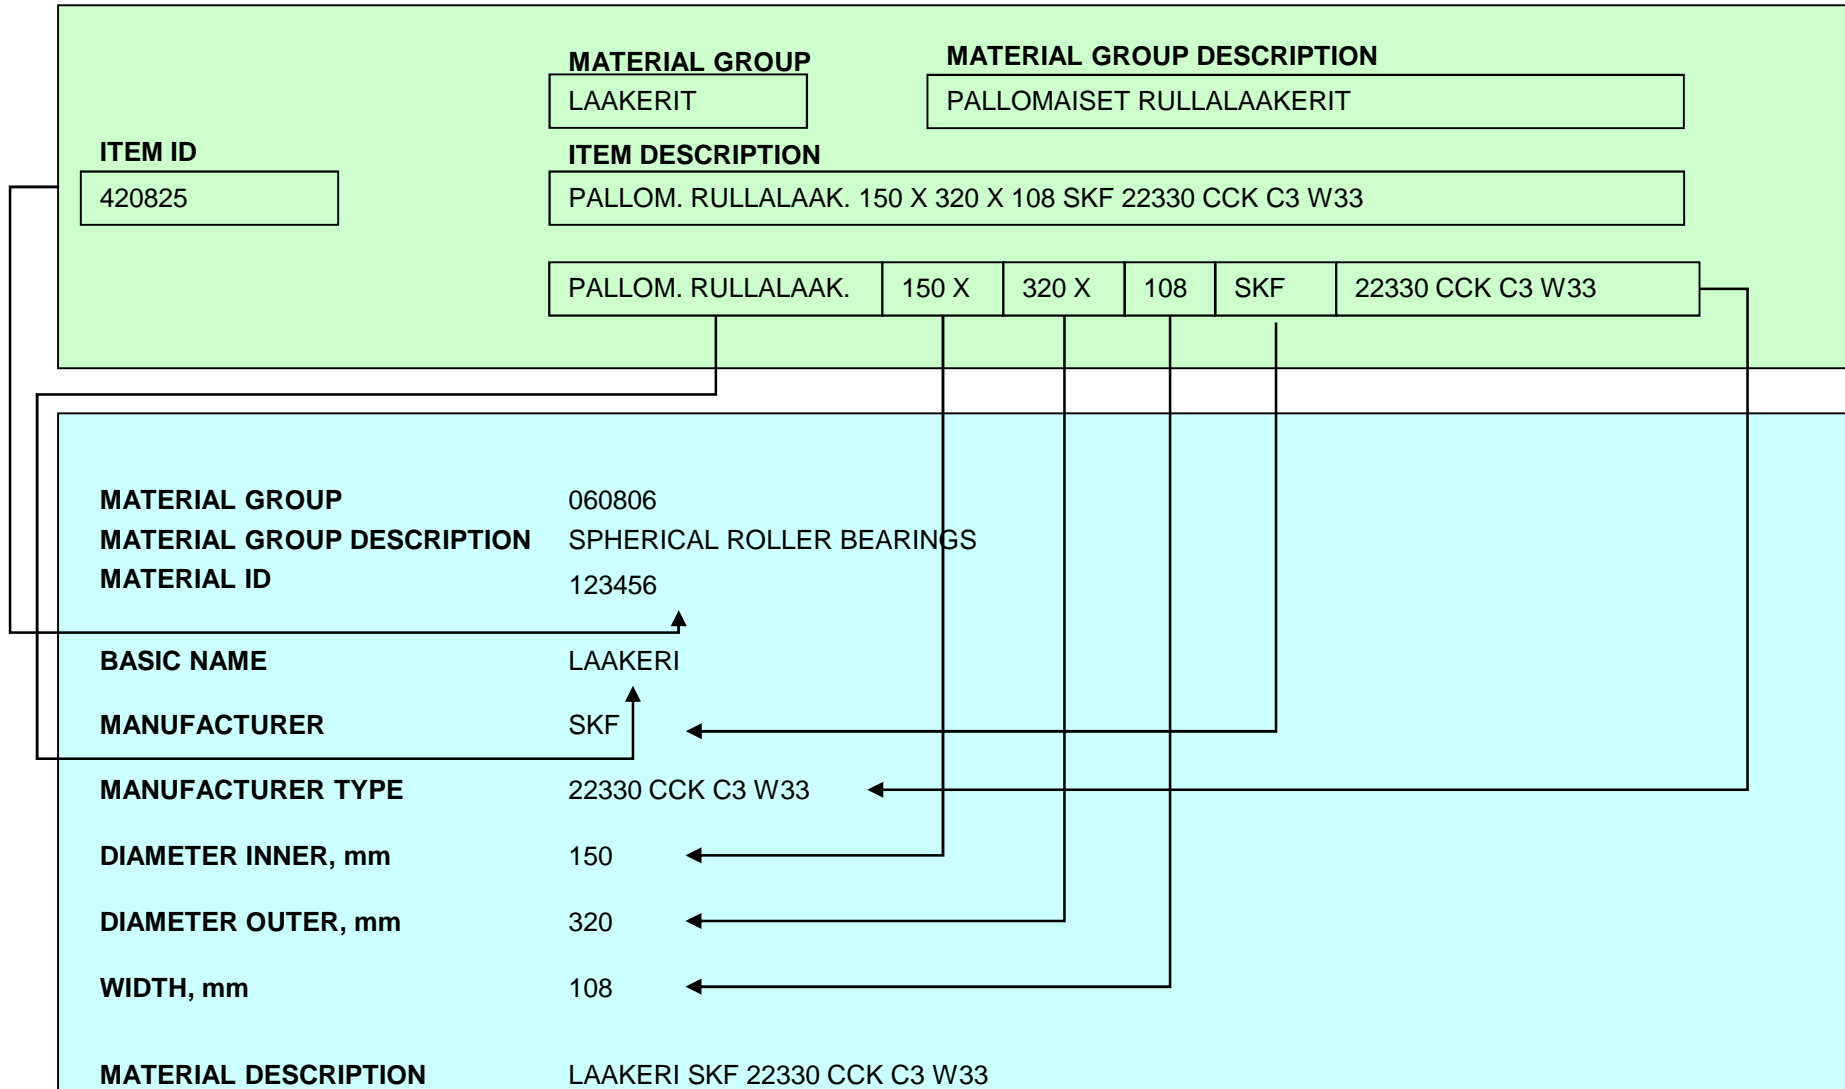 MATERIAL GROUP MATERIAL GROUP DESCRIPTION
LAAKERIT PALLOMAISET RULLALAAKERIT
ITEM ID ITEM DESCRIPTION
420825 PALLOM. RULLALAAK. 150 X 320 X 108 SKF 22330 CCK C3 W33
PALLOM. RULLALAAK. 150 X 320 X 108 SKF 22330 CCK C3 W33
MATERIAL GROUP 060806
MATERIAL GROUP DESCRIPTION SPHERICAL ROLLER BEARINGS
MATERIAL ID 123456
BASIC NAME LAAKERI
MANUFACTURER SKF
MANUFACTURER TYPE 22330 CCK C3 W33
DIAMETER INNER, mm 150
DIAMETER OUTER, mm 320
WIDTH, mm 108
MATERIAL DESCRIPTION LAAKERI SKF 22330 CCK C3 W33